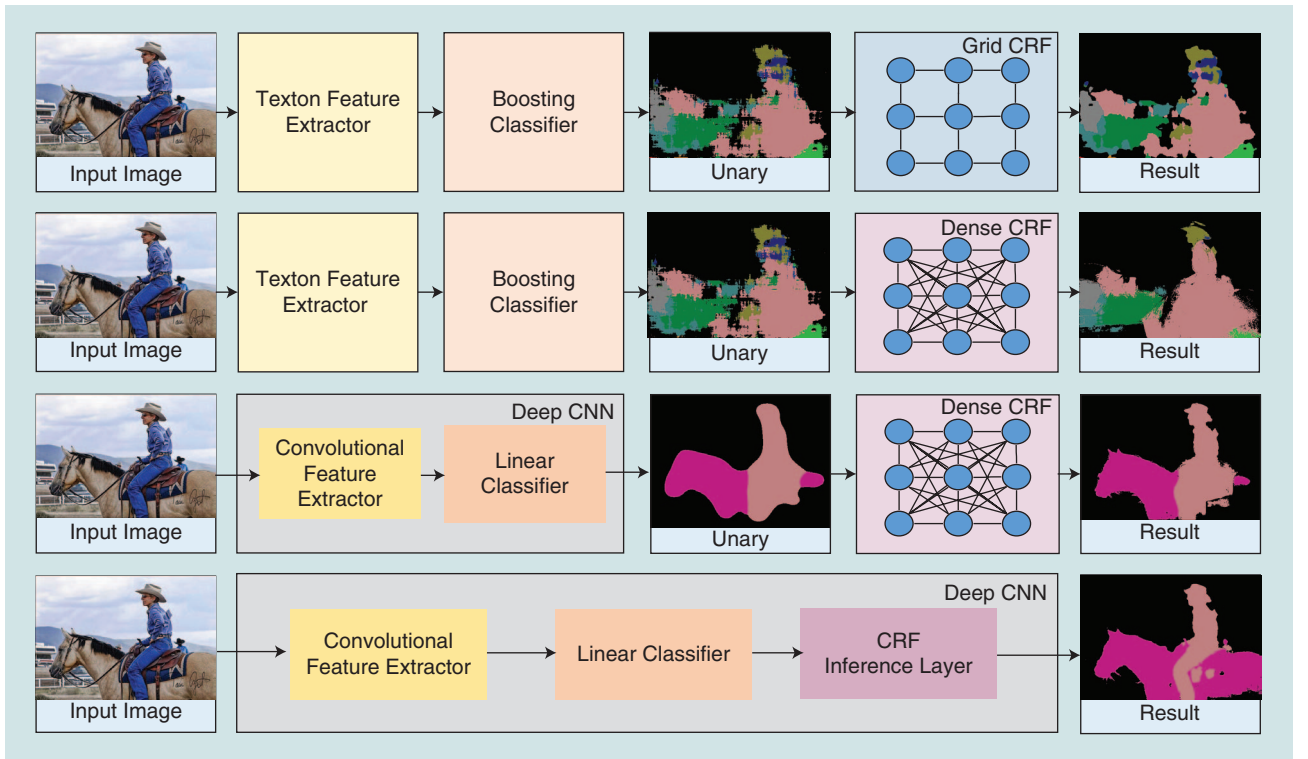 Input Image
Texton Feature
Extractor
Boosting
Classifier
Unary
Grid CRF
Result
Input Image
Texton Feature
Extractor
Boosting
Classifier
Unary
Dense CRF
Result
Input Image
Deep CNN
Convolutional
Feature
Extractor
Linear
Classifier
Unary
Dense CRF
Result
Input Image
Deep CNN
Convolutional
Feature Extractor
Linear Classifier
CRF
Inference Layer
Result